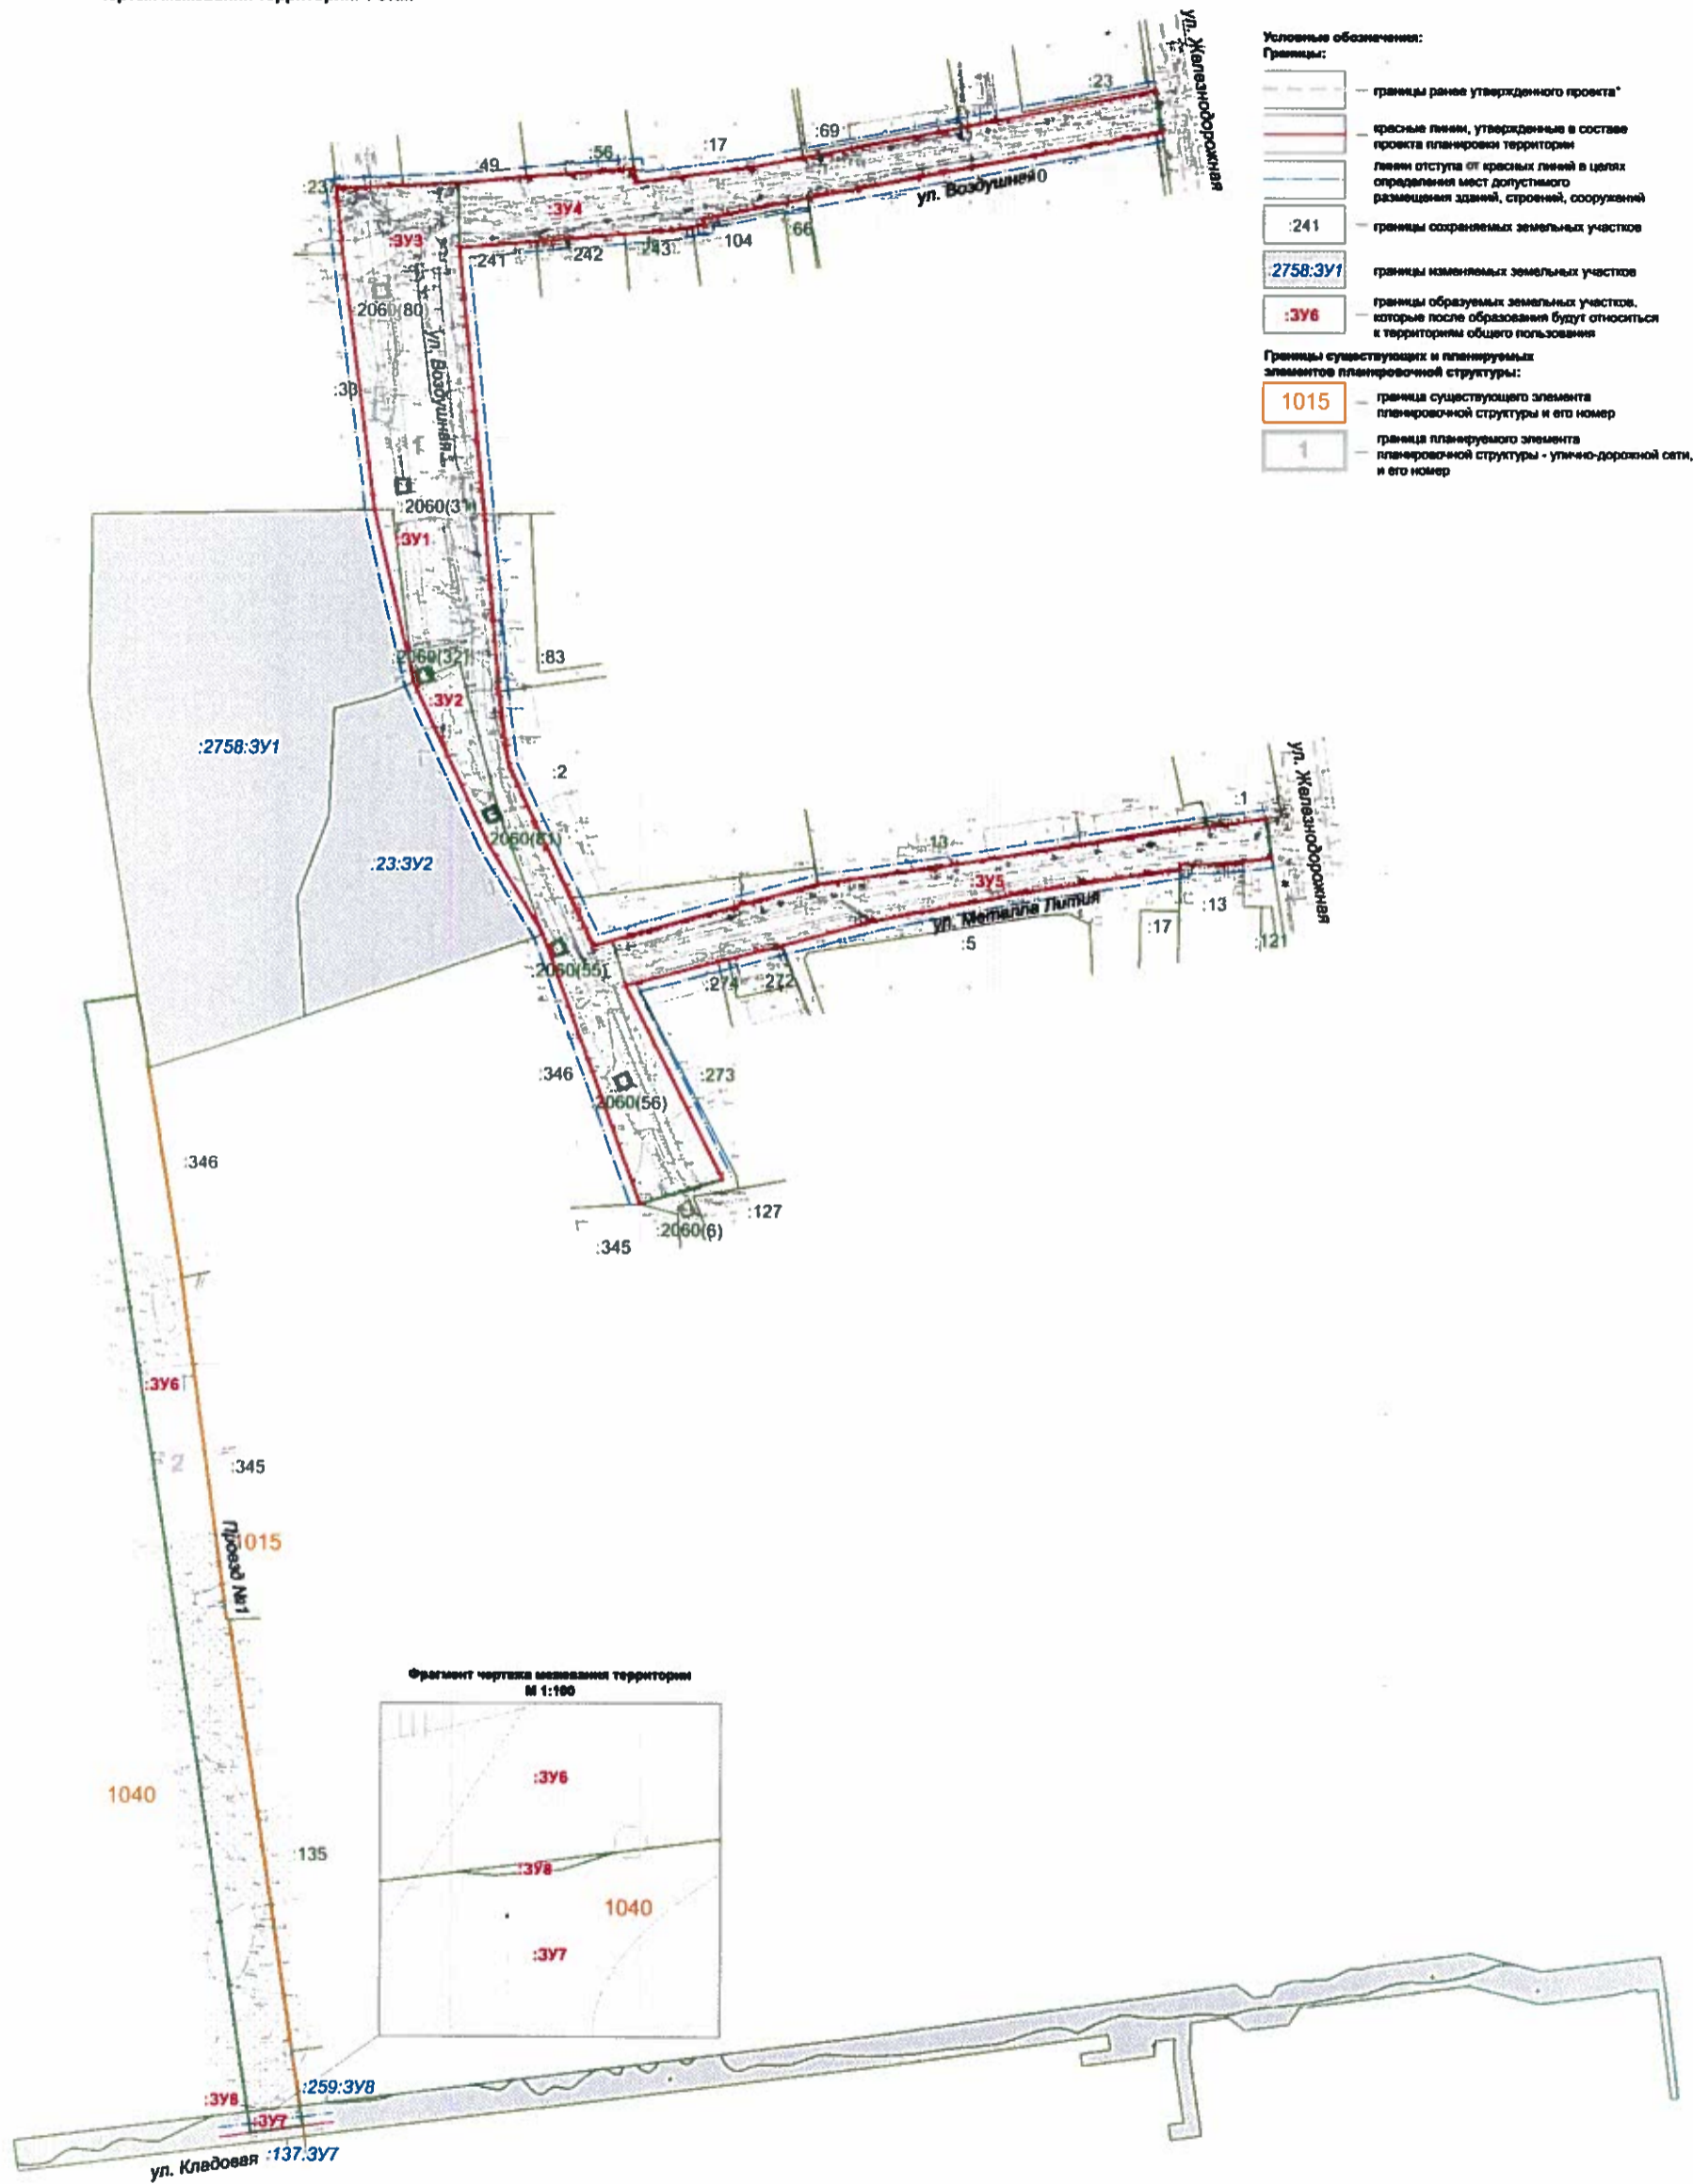 Условные обозначения:
Границы:
границы ранее утвержденного проекта*
красные линии, утвержденные в составе
проекта планировки территории
линии отступа от красных линий в целях
определения мест допустимого
размещения зданий, строений, сооружений
:241
границы сохраняемых земельных участков
2758:ЗУ1
границы изменяемых земельных участков
:ЗУ6
границы образуемых земельных участков,
которые после образования будут относиться
к территориям общего пользования
Границы существующих и планируемых
элементов планировочной структуры:
1015
граница существующего элемента
планировочной структуры и его номер
1
граница планируемого элемента
планировочной структуры - улично-дорожной сети,
и его номер
ул. Железнодорожная
:23
:69
:17
:56
:49
:23
:ЗУ4
ул. Воздушная
:ЗУ3
:241
:242
:243
104
:66
2060(80)
ул. Воздушная
:33
:2060(31)
:ЗУ1
:2060(32)
:83
:ЗУ2
:2758:ЗУ1
:2
ул. Железнодорожная
:1
:23:ЗУ2
:13
:ЗУ5
ул. Металла Лития
:13
:17
:121
:5
:2060(55)
:274
:272
:346
:273
2060(56)
:346
:127
:2060(6)
:345
:ЗУ6
2
:345
1015
Проезд №1
Фрагмент чертежа межевания территории
М 1:100
:ЗУ6
:ЗУ8
1040
:ЗУ7
1040
:135
:259:ЗУ8
:ЗУ8
:ЗУ7
:137:ЗУ7
ул. Кладовая